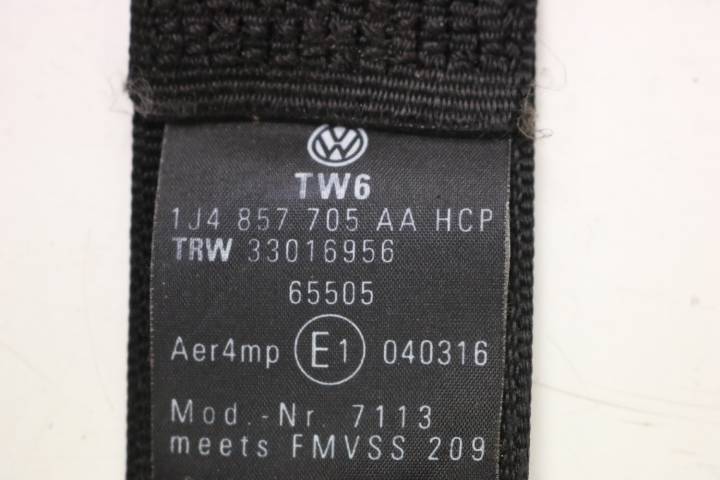 TW6
1J4 857 705 AA HCP
TRW 33016956
65505
Aer4mp E1 040316
Mod.-Nr. 7113
meets FMVSS 209